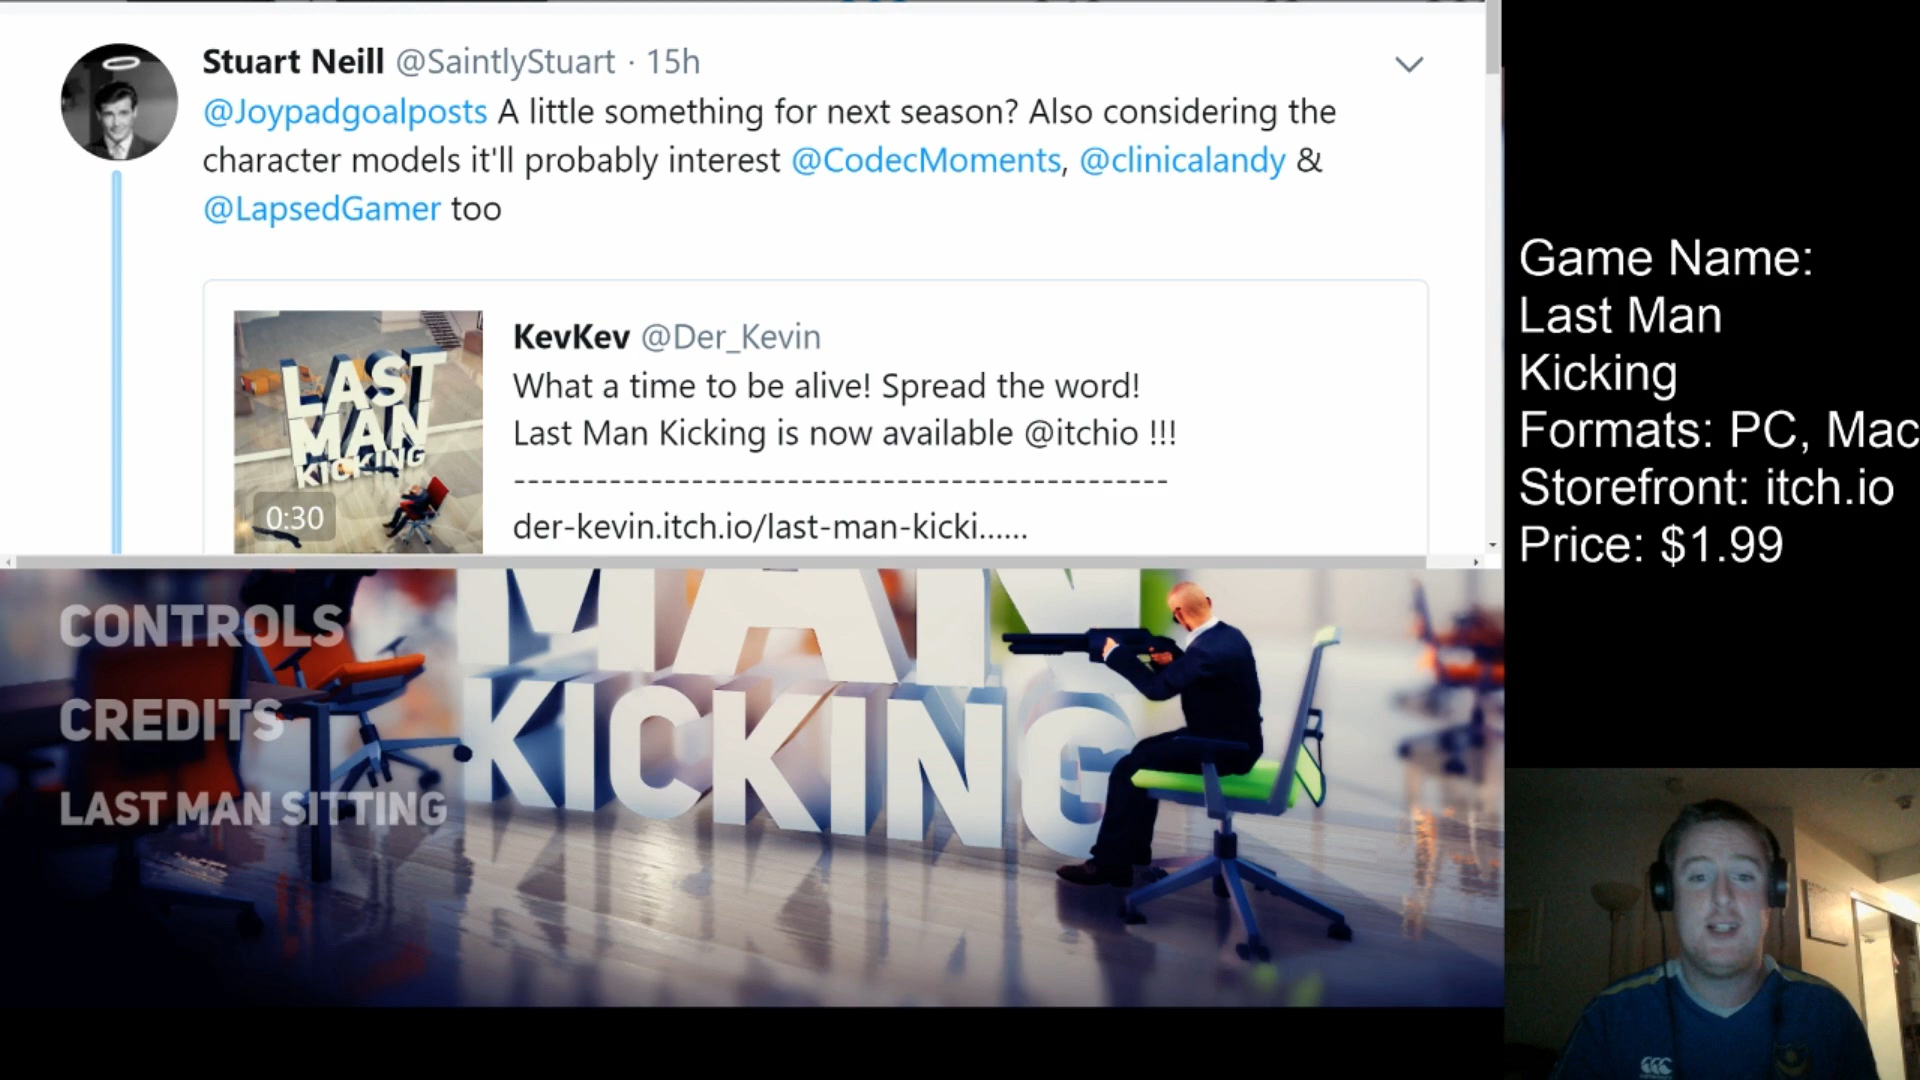 Stuart Neill @SaintlyStuart · 15h
@Joypadgoalposts A little something for next season? Also considering the
character models it'll probably interest @CodecMoments, @clinicalandy &
@LapsedGamer too
LAST
MAN
KICKING
0:30
KevKev @Der_Kevin
What a time to be alive! Spread the word!
Last Man Kicking is now available @itchio !!!
------------------------------------------------
der-kevin.itch.io/last-man-kicki......
CONTROLS
CREDITS
LAST MAN SITTING
MAN
KICKING
Game Name:
Last Man
Kicking
Formats: PC, Mac
Storefront: itch.io
Price: $1.99
CCC